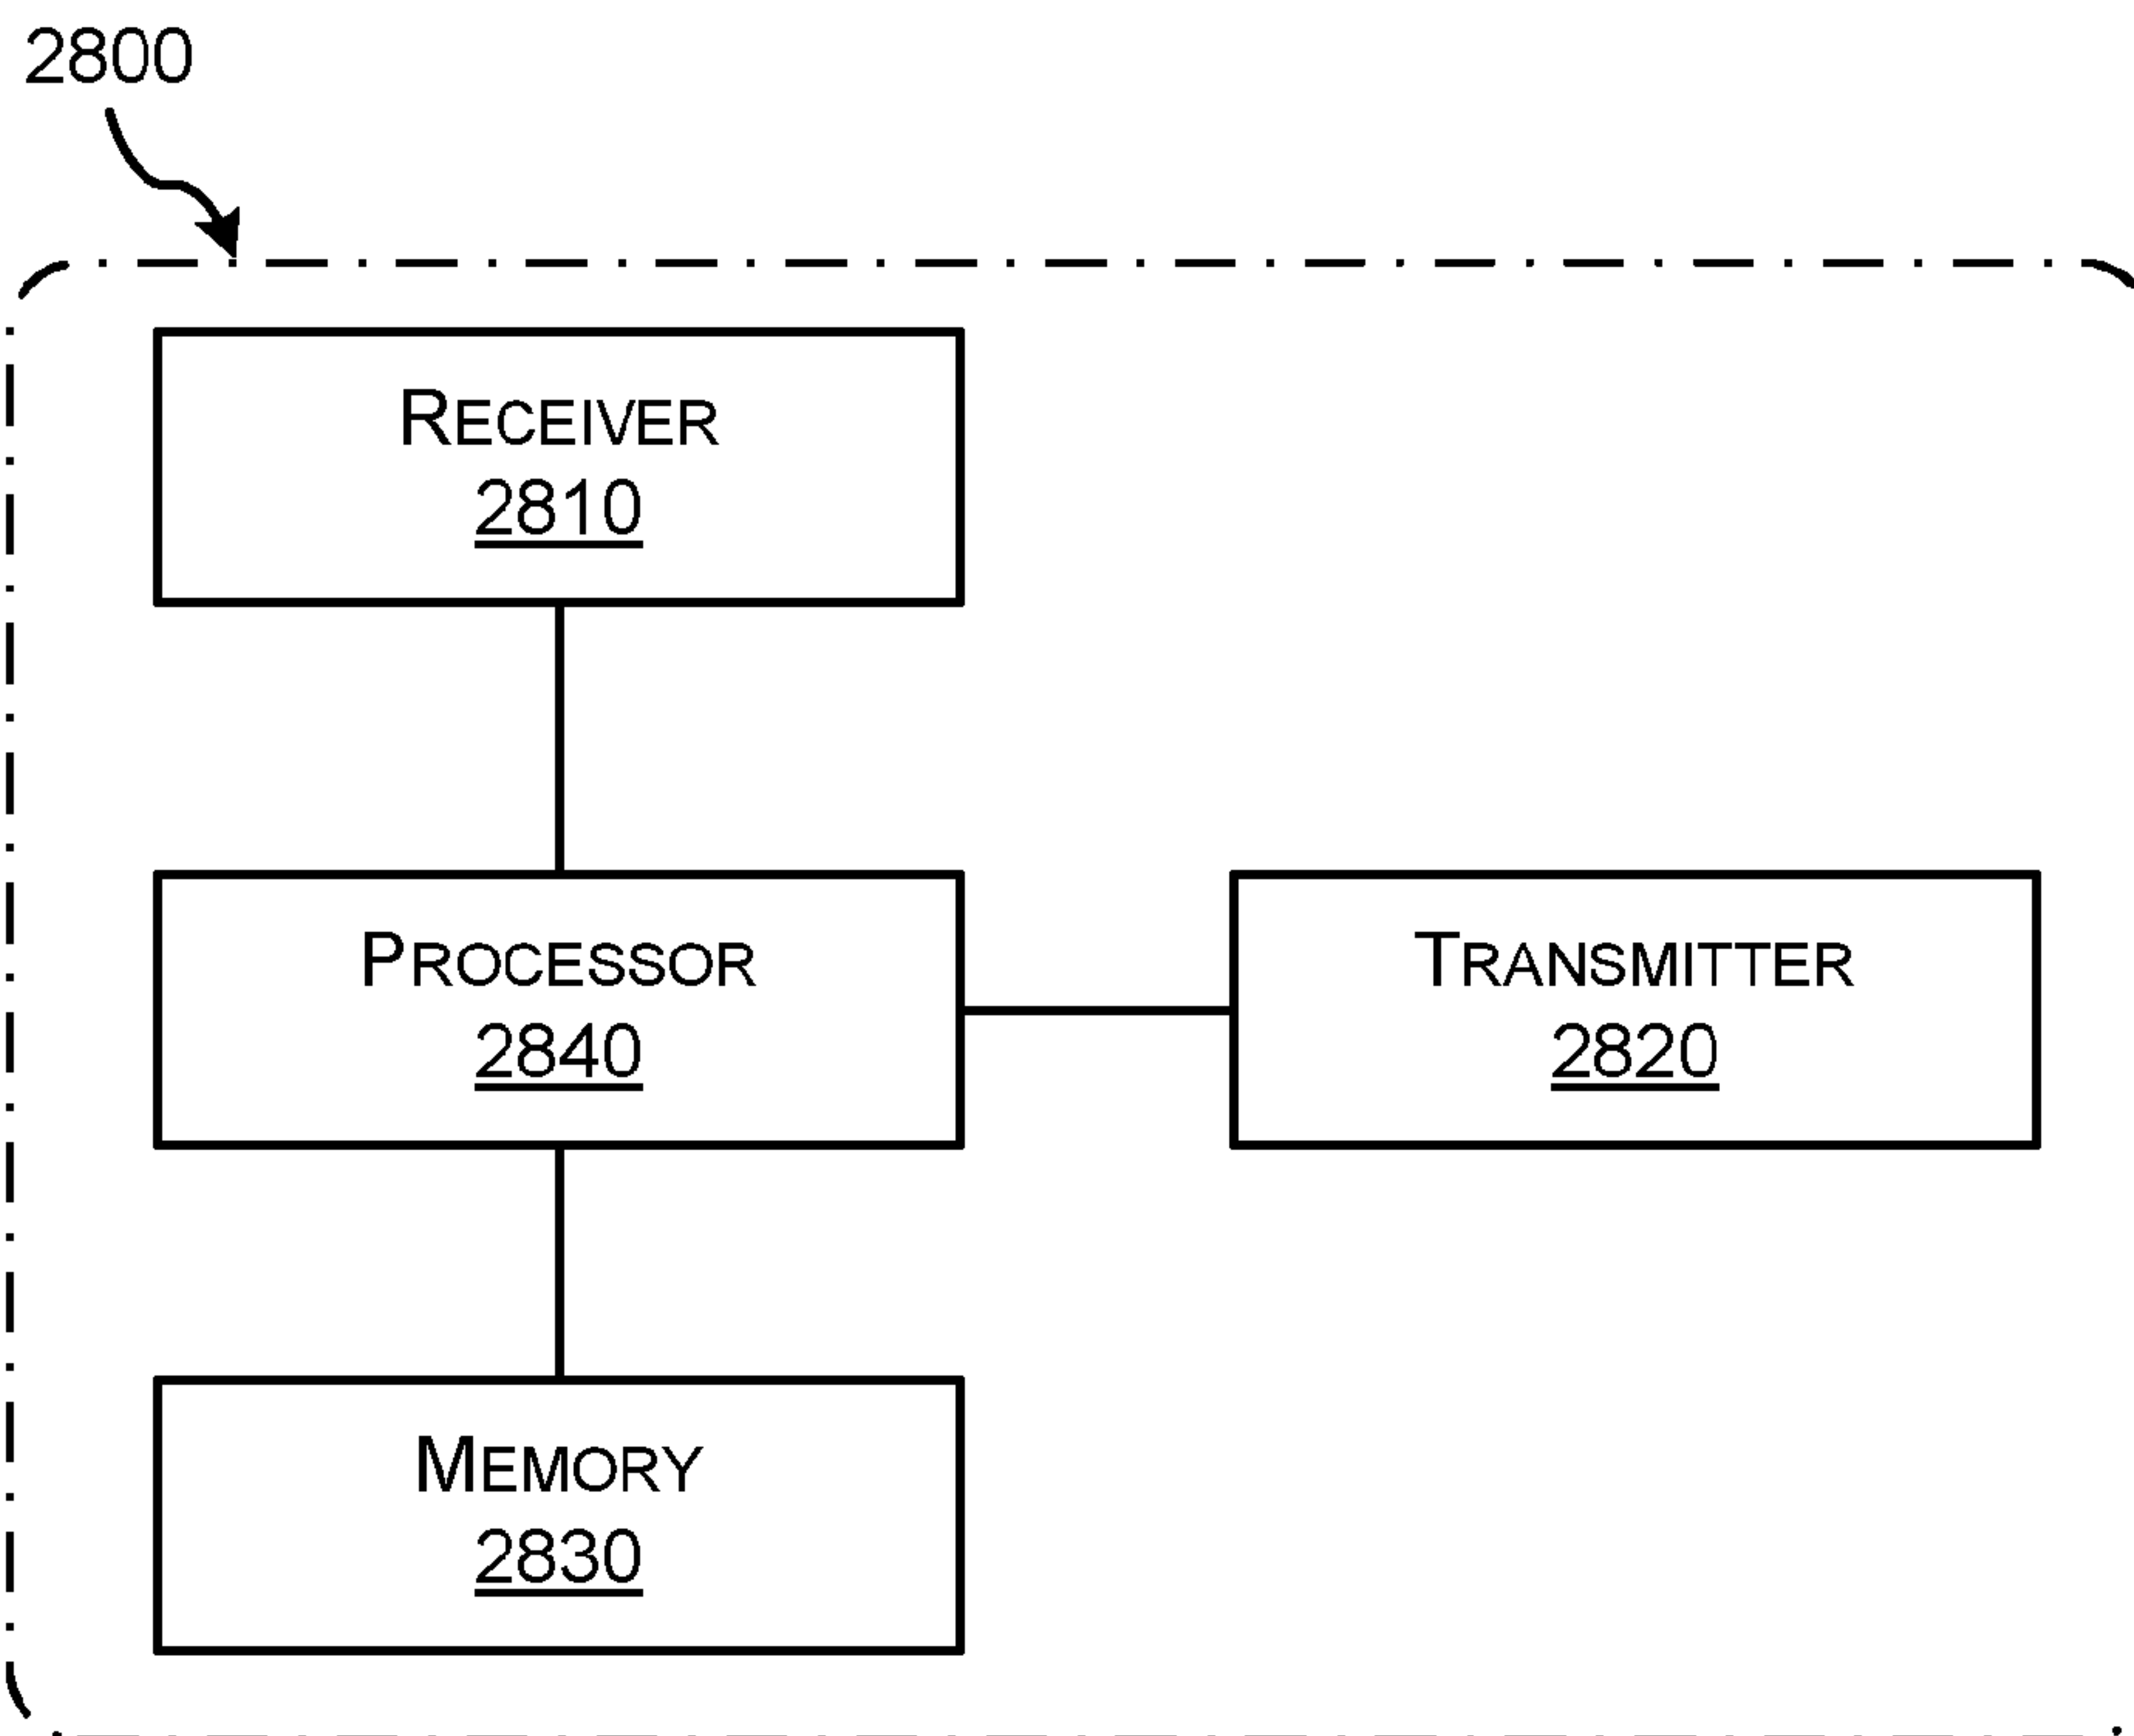 2800
RECEIVER
2810
PROCESSOR
2840
TRANSMITTER
2820
MEMORY
2830